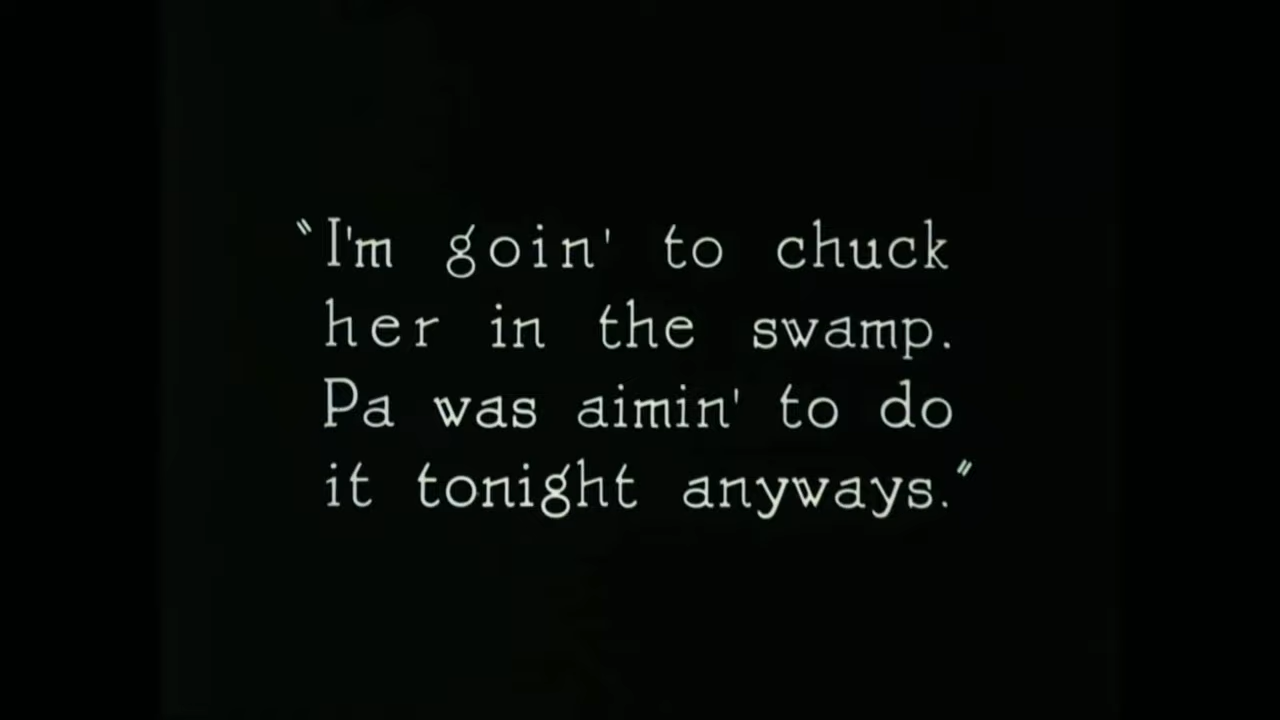 "I'm goin' to chuck
her in the swamp.
Pa was aimin' to do
it tonight anyways."